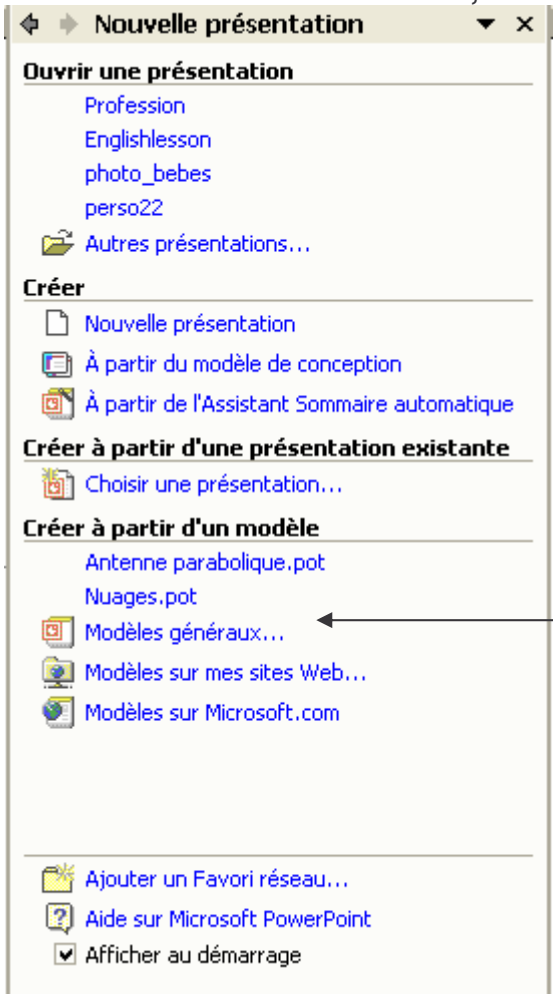 Nouvelle présentation
Ouvrir une présentation
Profession
Englishlesson
photo_bebes
perso22
Autres présentations...
Créer
Nouvelle présentation
À partir du modèle de conception
À partir de l'Assistant Sommaire automatique
Créer à partir d'une présentation existante
Choisir une présentation...
Créer à partir d'un modèle
Antenne parabolique.pot
Nuages.pot
Modèles généraux...
Modèles sur mes sites Web...
Modèles sur Microsoft.com
Ajouter un Favori réseau...
Aide sur Microsoft PowerPoint
Afficher au démarrage